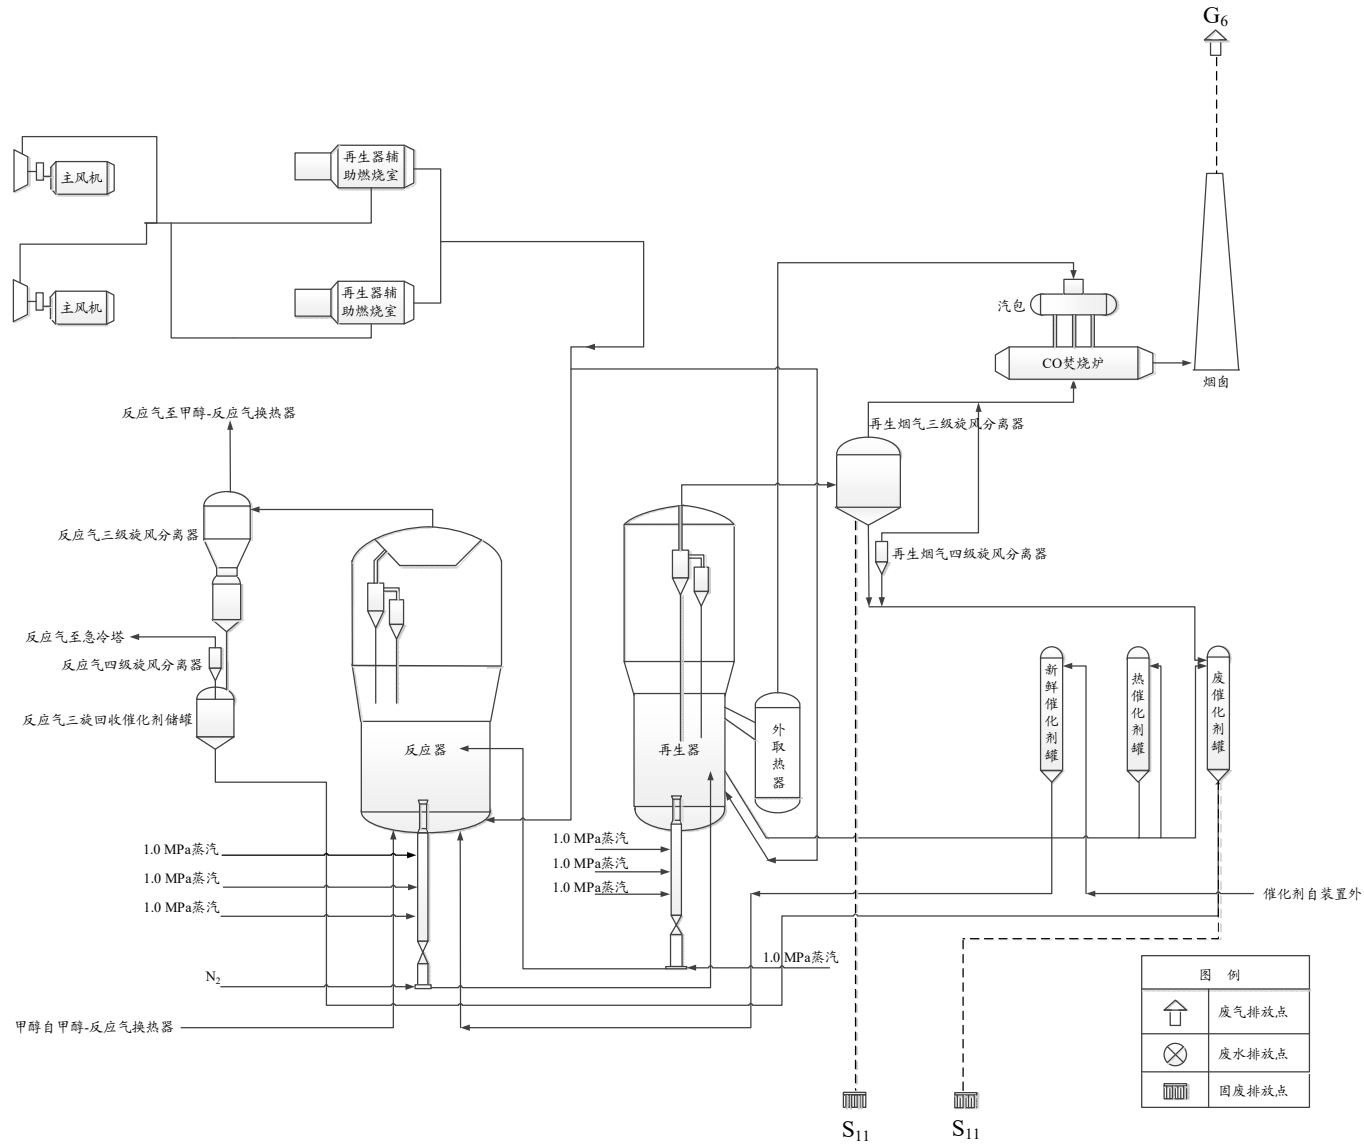 G₆
主风机
再生器辅
助燃烧室
主风机
再生器辅
助燃烧室
汽包
CO焚烧炉
烟囱
反应气至甲醇-反应气换热器
再生烟气三级旋风分离器
反应气三级旋风分离器
再生烟气四级旋风分离器
反应气至急冷塔
反应气四级旋风分离器
反应气三旋回收催化剂储罐
反应器
再生器
外取热器
新鲜催化剂罐
热催化剂罐
废催化剂罐
1.0 MPa蒸汽
1.0 MPa蒸汽
1.0 MPa蒸汽
1.0 MPa蒸汽
1.0 MPa蒸汽
1.0 MPa蒸汽
催化剂自装置外
1.0 MPa蒸汽
N₂
甲醇自甲醇-反应气换热器
图 例
废气排放点
废水排放点
固废排放点
S₁₁
S₁₁